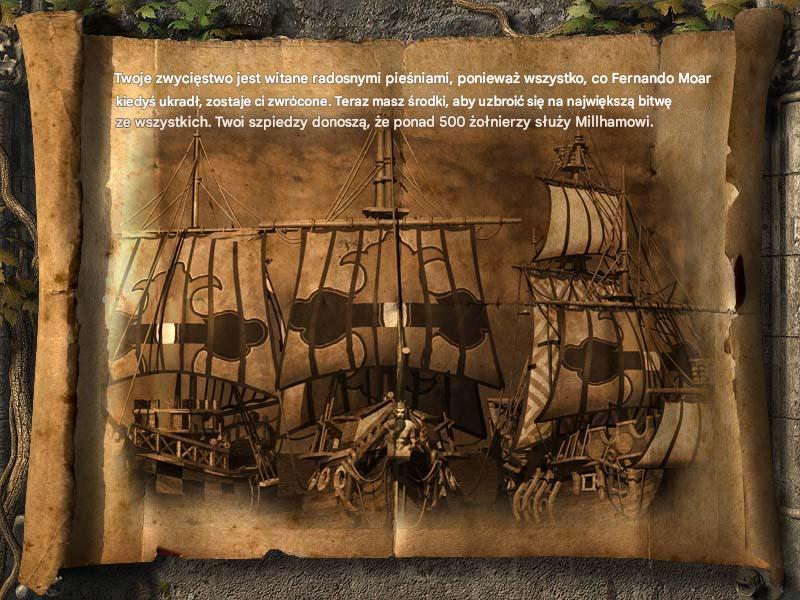 Twoje zwycięstwo jest witane radosnymi pieśniami, ponieważ wszystko, co Fernando Moar
kiedyś ukradł, zostaje ci zwrócone. Teraz masz środki, aby uzbroić się na największą bitwę
ze wszystkich. Twoi szpiedzy donoszą, że ponad 500 żołnierzy służy Millhamowi.